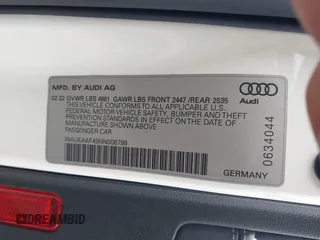 MFD. BY AUDI AG
02/22 GVWR LBS 4861 GAWR LBS FRONT 2447 /REAR 2535
THIS VEHICLE CONFORMS TO ALL APPLICABLE U.S.
FEDERAL MOTOR VEHICLE SAFETY, BUMPER, AND THEFT
PREVENTION STANDARDS IN EFFECT ON THE DATE OF
MANUFACTURE SHOWN ABOVE.
PASSENGER CAR
WAUEAAF49NN006799
Audi
0634044
GERMANY
DREAMBID